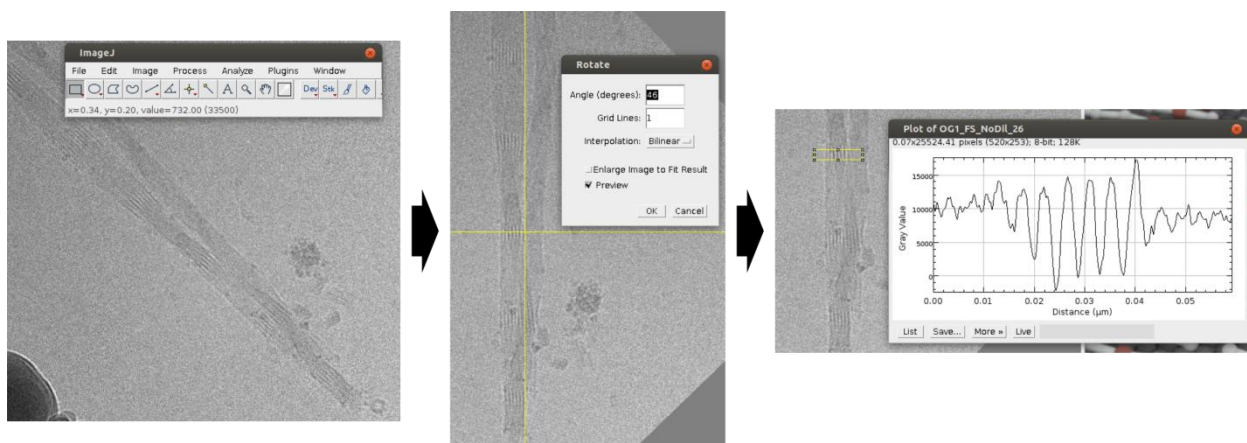 ImageJ
File Edit Image Process Analyze Plugins Window
Dev Stk
x=0.34, y=0.20, value=732.00 (33500)
Rotate
Angle (degrees): 46
Grid Lines: 1
Interpolation: Bilinear
Enlarge Image to Fit Result
Preview
OK Cancel
Plot of OG1_FS_NoDil_26
0.07x25524.41 pixels (520x253); 8-bit; 128K
15000
10000
5000
0
Gray Value
0.00 0.01 0.02 0.03 0.04 0.05
Distance (µm)
List Save... More » Live